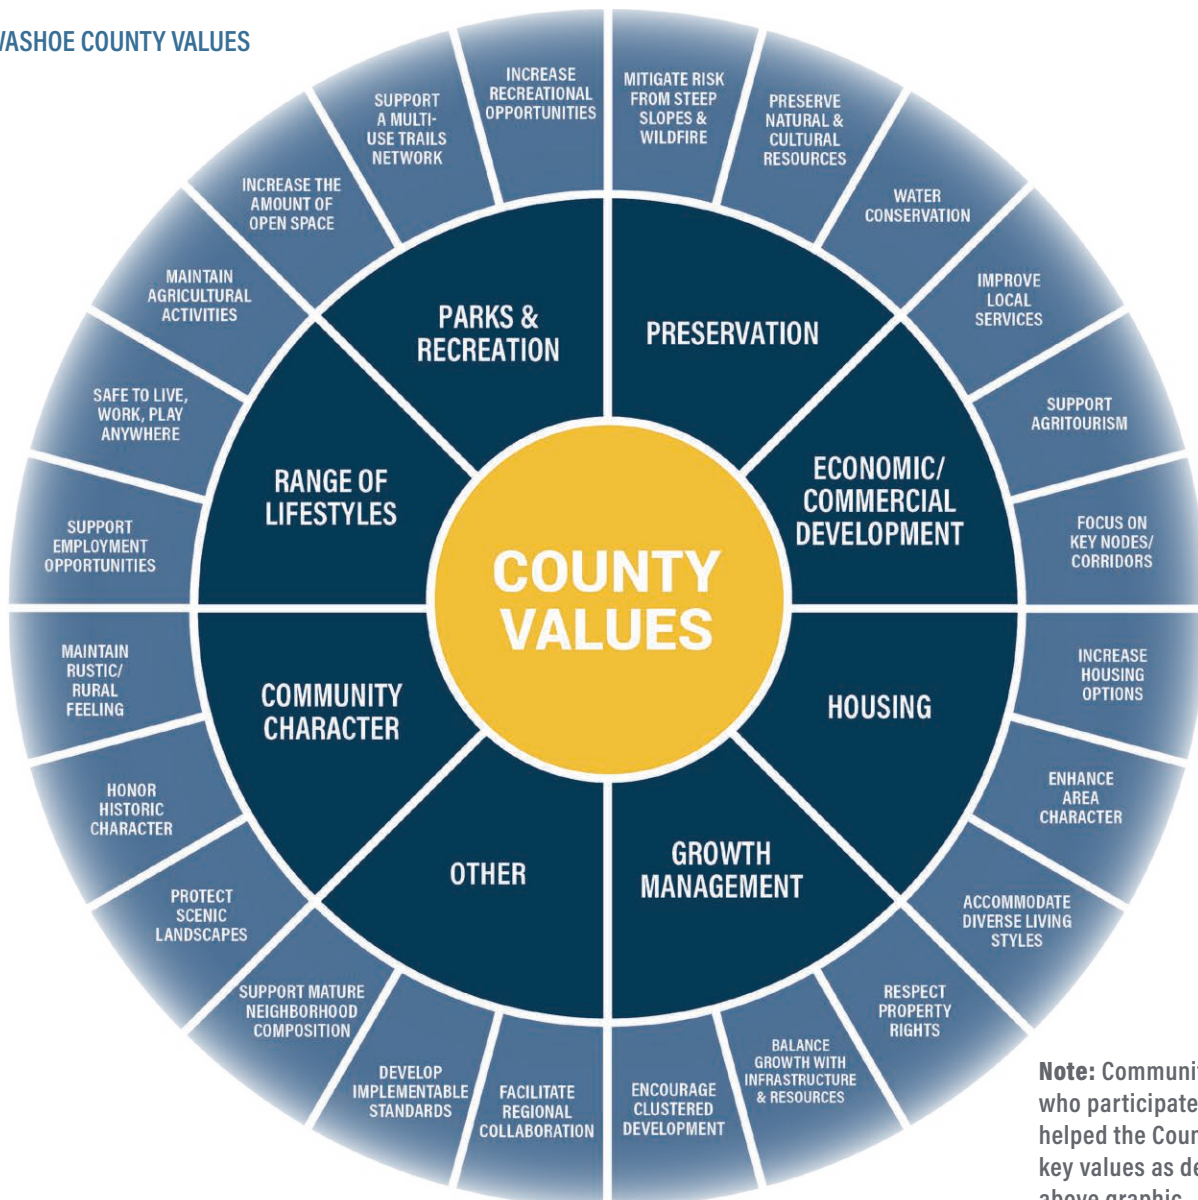 WASHOE COUNTY VALUES
INCREASE
RECREATIONAL
OPPORTUNITIES
MITIGATE RISK
FROM STEEP
SLOPES &
WILDFIRE
PRESERVE
NATURAL &
CULTURAL
RESOURCES
WATER
CONSERVATION
IMPROVE
LOCAL
SERVICES
SUPPORT
AGRITOURISM
FOCUS ON
KEY NODES/
CORRIDORS
INCREASE
HOUSING
OPTIONS
ENHANCE
AREA
CHARACTER
ACCOMMODATE
DIVERSE LIVING
STYLES
RESPECT
PROPERTY
RIGHTS
BALANCE
GROWTH WITH
INFRASTRUCTURE
& RESOURCES
ENCOURAGE
CLUSTERED
DEVELOPMENT
FACILITATE
REGIONAL
COLLABORATION
DEVELOP
IMPLEMENTABLE
STANDARDS
SUPPORT MATURE
NEIGHBORHOOD
COMPOSITION
PROTECT
SCENIC
LANDSCAPES
HONOR
HISTORIC
CHARACTER
MAINTAIN
RUSTIC/
RURAL
FEELING
SUPPORT
EMPLOYMENT
OPPORTUNITIES
SAFE TO LIVE,
WORK, PLAY
ANYWHERE
MAINTAIN
AGRICULTURAL
ACTIVITIES
INCREASE THE
AMOUNT OF
OPEN SPACE
SUPPORT
A MULTI-
USE TRAILS
NETWORK
PARKS &
RECREATION
PRESERVATION
ECONOMIC/
COMMERCIAL
DEVELOPMENT
HOUSING
GROWTH
MANAGEMENT
OTHER
COMMUNITY
CHARACTER
RANGE OF
LIFESTYLES
COUNTY
VALUES
Note:
who
helped the
key values as
above graphic